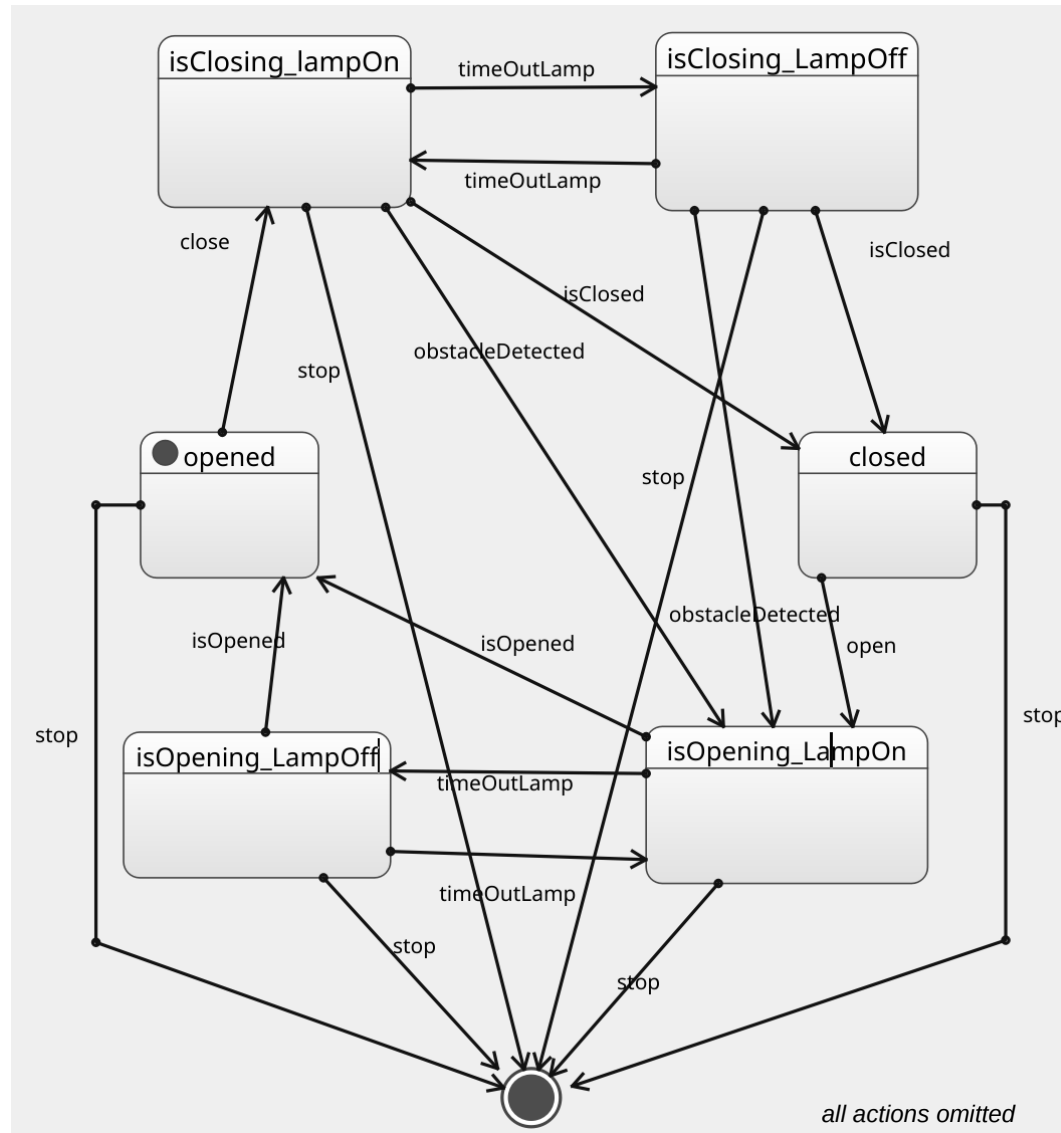 isClosing_lampOn
isClosing_LampOff
timeOutLamp
timeOutLamp
close
isClosed
isClosed
obstacleDetected
stop
opened
closed
stop
obstacleDetected
isOpened
isOpened
open
stop
stop
isOpening_LampOff
isOpening_LampOn
timeOutLamp
timeOutLamp
stop
stop
all actions omitted